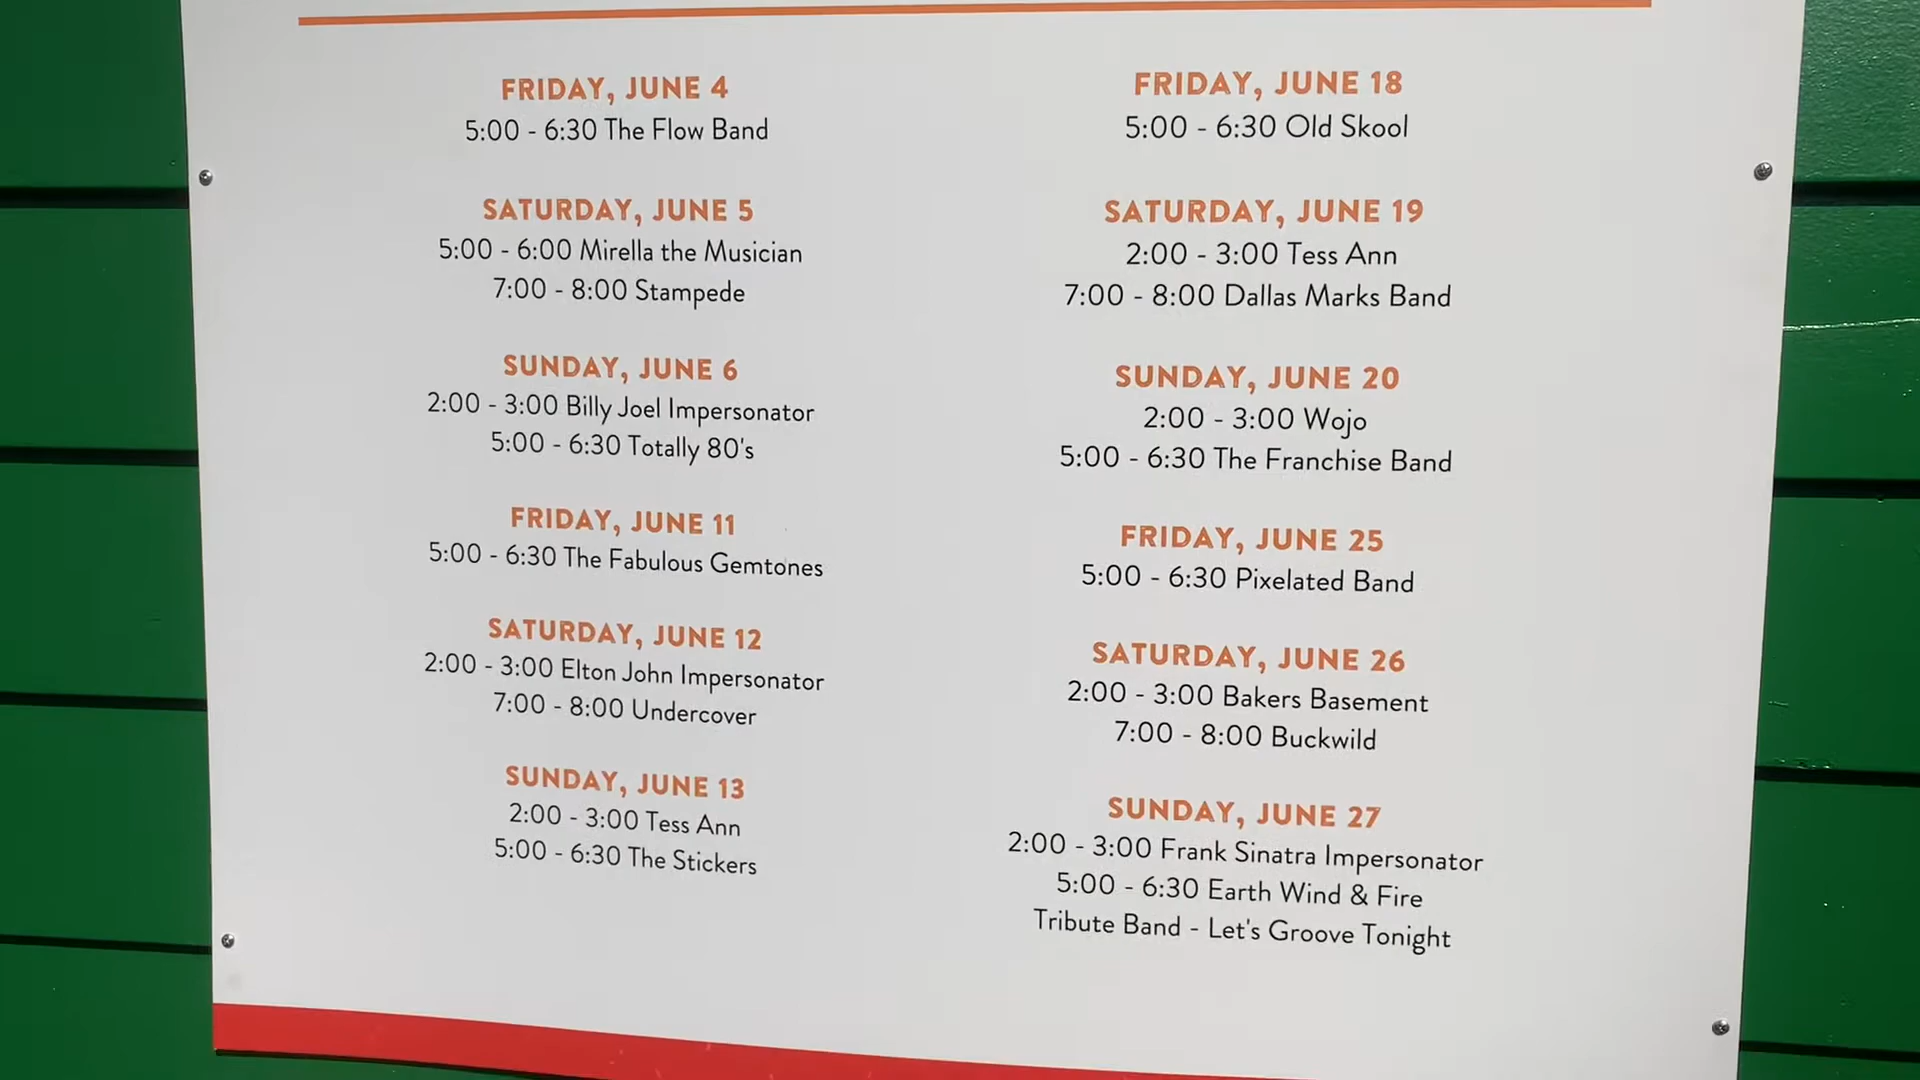 FRIDAY, JUNE 4
5:00 - 6:30 The Flow Band
SATURDAY, JUNE 5
5:00 - 6:00 Mirella the Musician
7:00 - 8:00 Stampede
SUNDAY, JUNE 6
2:00 - 3:00 Billy Joel Impersonator
5:00 - 6:30 Totally 80's
FRIDAY, JUNE 11
5:00 - 6:30 The Fabulous Gemtones
SATURDAY, JUNE 12
2:00 - 3:00 Elton John Impersonator
7:00 - 8:00 Undercover
SUNDAY, JUNE 13
2:00 - 3:00 Tess Ann
5:00 - 6:30 The Stickers
FRIDAY, JUNE 18
5:00 - 6:30 Old Skool
SATURDAY, JUNE 19
2:00 - 3:00 Tess Ann
7:00 - 8:00 Dallas Marks Band
SUNDAY, JUNE 20
2:00 - 3:00 Wojo
5:00 - 6:30 The Franchise Band
FRIDAY, JUNE 25
5:00 - 6:30 Pixelated Band
SATURDAY, JUNE 26
2:00 - 3:00 Bakers Basement
7:00 - 8:00 Buckwild
SUNDAY, JUNE 27
2:00 - 3:00 Frank Sinatra Impersonator
5:00 - 6:30 Earth Wind & Fire
Tribute Band - Let's Groove Tonight